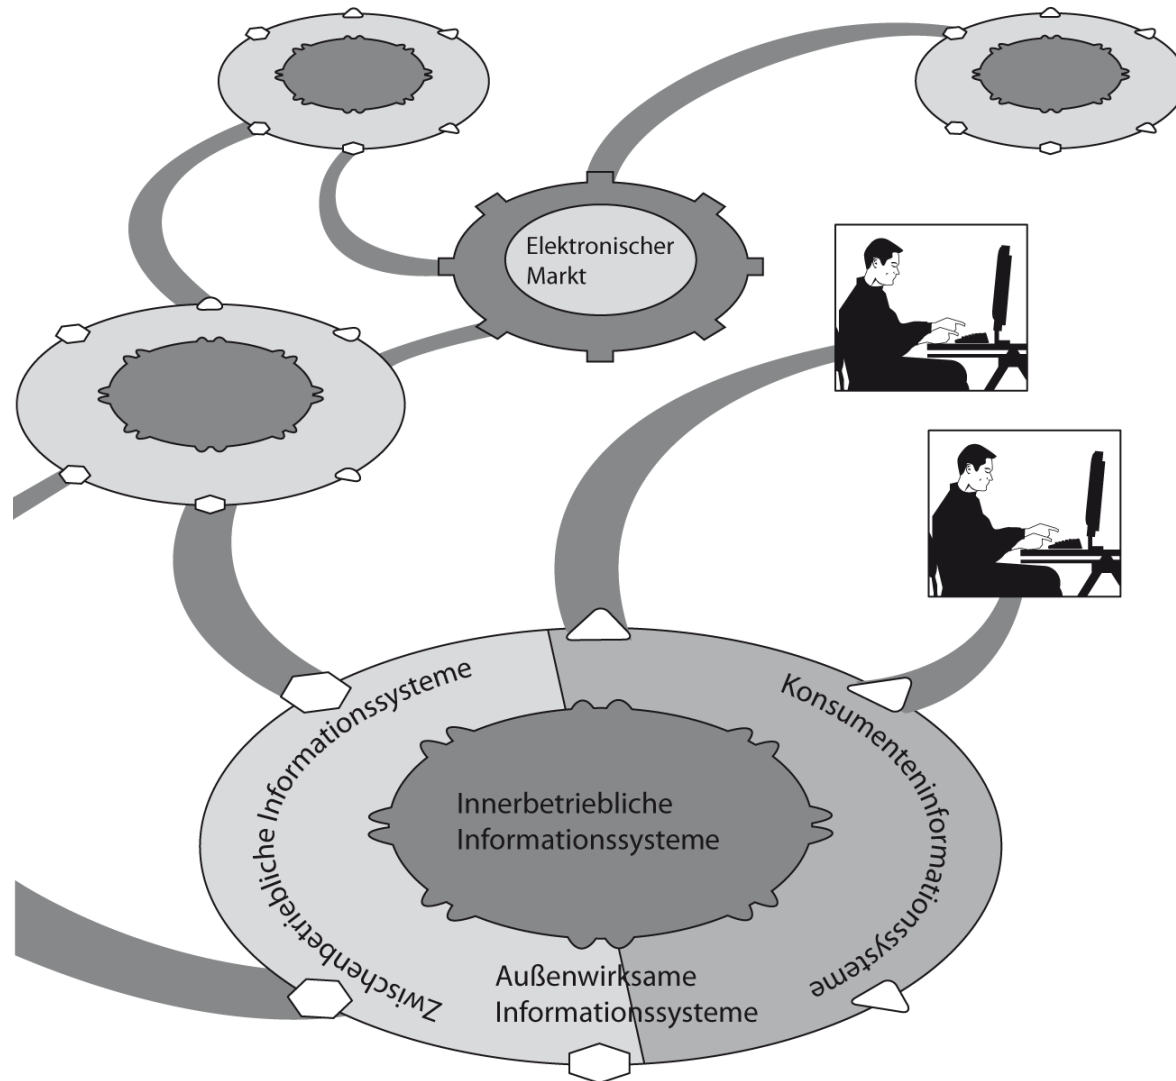 Elektronischer
Markt
Zwischenbetriebliche Informationssysteme
Konsumenteninformationssysteme
Innerbetriebliche
Informationssysteme
Außenwirksame
Informationssysteme